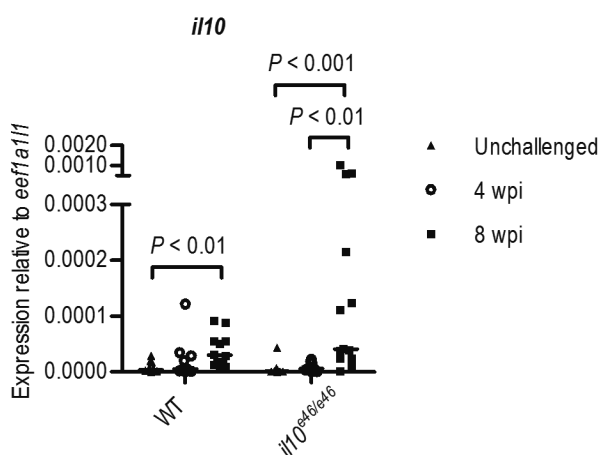 il10
P < 0.001
P < 0.01
P < 0.01
Expression relative to eef1a1l1
0.0020
0.0010
0.0003
0.0002
0.0001
0.0000
WT
il10e46/e46
Unchallenged
4 wpi
8 wpi